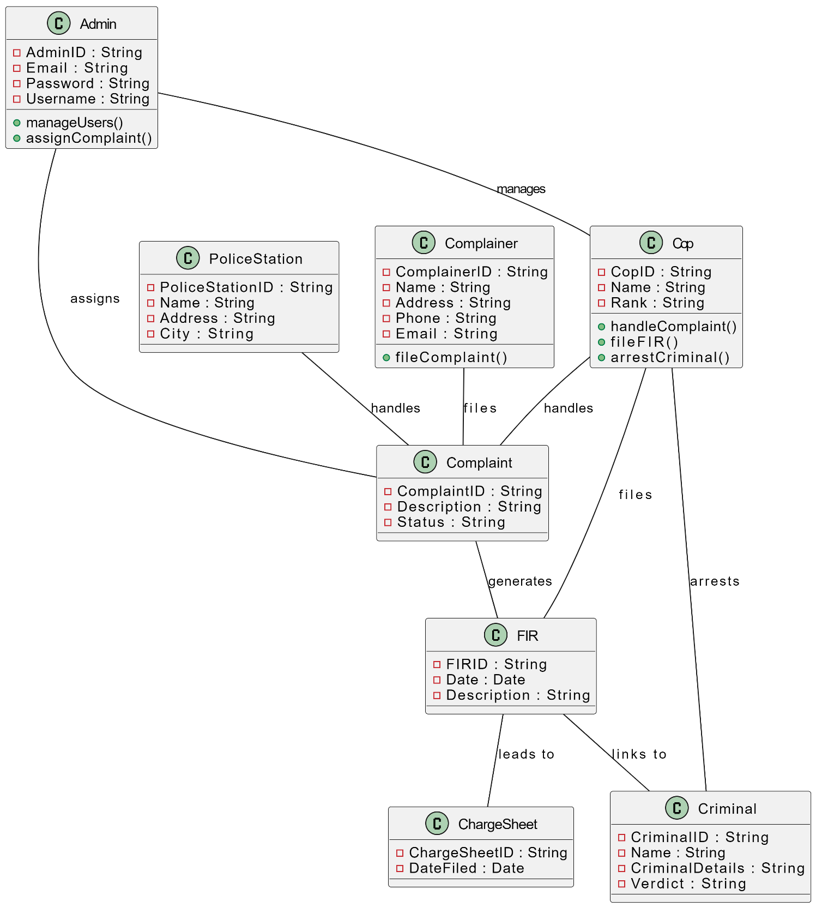 C Admin
AdminID : String
Email : String
Password : String
Username : String
manageUsers()
assignComplaint()
manages
assigns
C PoliceStation
PoliceStationID : String
Name : String
Address : String
City : String
C Complainer
ComplainerID : String
Name : String
Address : String
Phone : String
Email : String
fileComplaint()
C Cop
CopID : String
Name : String
Rank : String
handleComplaint()
fileFIR()
arrestCriminal()
handles
files
handles
C Complaint
ComplaintID : String
Description : String
Status : String
files
generates
arrests
C FIR
FIRID : String
Date : Date
Description : String
leads to
links to
C ChargeSheet
ChargeSheetID : String
DateFiled : Date
C Criminal
CriminalID : String
Name : String
CriminalDetails : String
Verdict : String